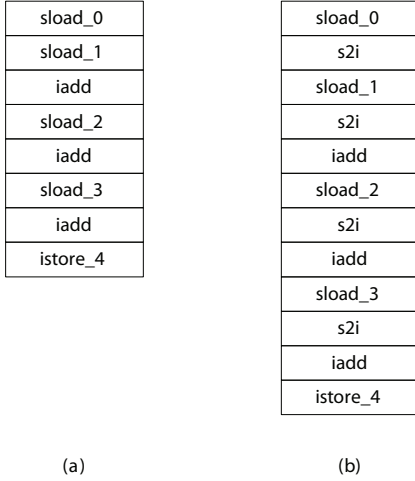 sload_0
sload_1
iadd
sload_2
iadd
sload_3
iadd
istore_4
(a)
sload_0
s2i
sload_1
s2i
iadd
sload_2
s2i
iadd
sload_3
s2i
iadd
istore_4
(b)